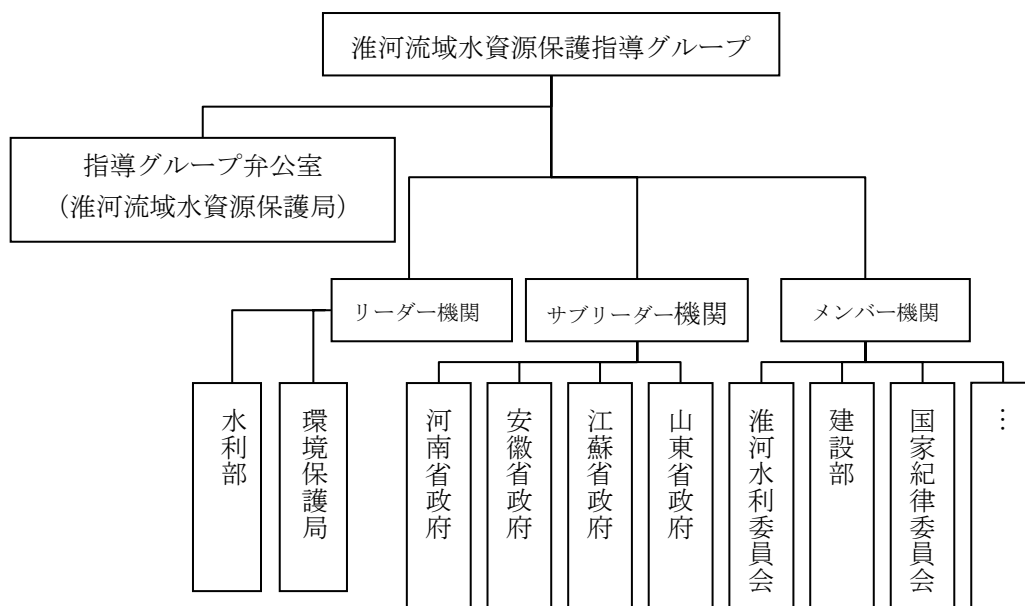 淮河流域水資源保護指導グループ
指導グループ弁公室
（淮河流域水資源保護局）
リーダー機関
サブリーダー機関
メンバー機関
水利部
環境保護局
河南省政府
安徽省政府
江蘇省政府
山東省政府
淮河水利委員会
建設部
国家紀律委員会
…